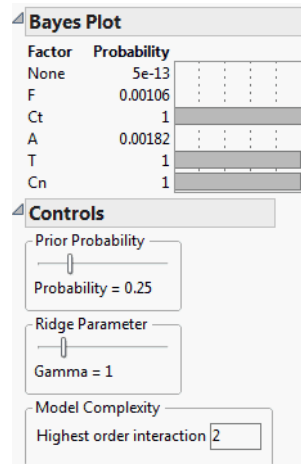 Bayes Plot
Factor Probability
None 5e-13
F 0.00106
Ct 1
A 0.00182
T 1
Cn 1
Controls
Prior Probability
Probability = 0.25
Ridge Parameter
Gamma = 1
Model Complexity
Highest order interaction 2